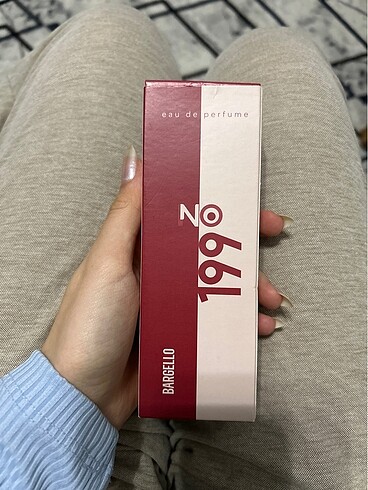 eau de perfume
NO
199
BARGELLO